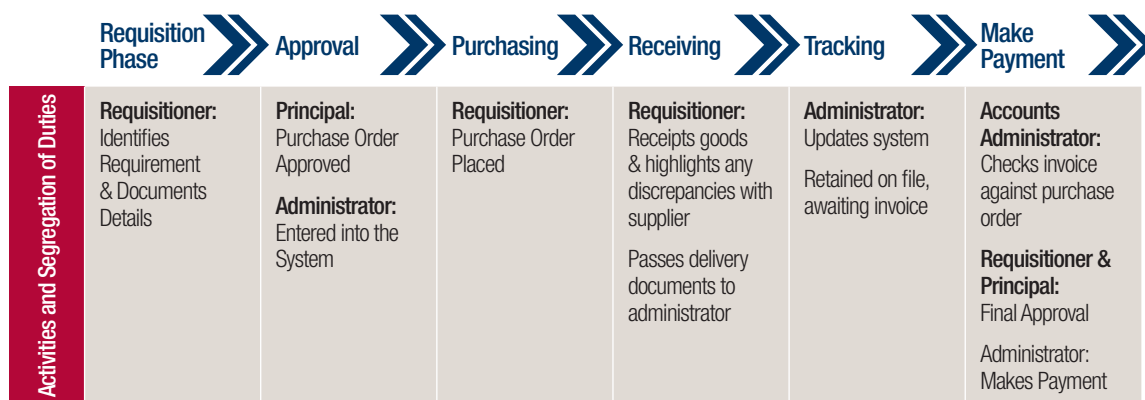 Requisition
Phase
Approval
Purchasing
Receiving
Tracking
Make
Payment
Activities and Segregation of Duties
Requisitioner:
Identifies
Requirement
& Documents
Details
Principal:
Purchase Order
Approved
Administrator:
Entered into the
System
Requisitioner:
Purchase Order
Placed
Requisitioner:
Receipts goods
& highlights any
discrepancies with
supplier
Passes delivery
documents to
administrator
Administrator:
Updates system
Retained on file,
awaiting invoice
Accounts
Administrator:
Checks invoice
against purchase
order
Requisitioner &
Principal:
Final Approval
Administrator:
Makes Payment